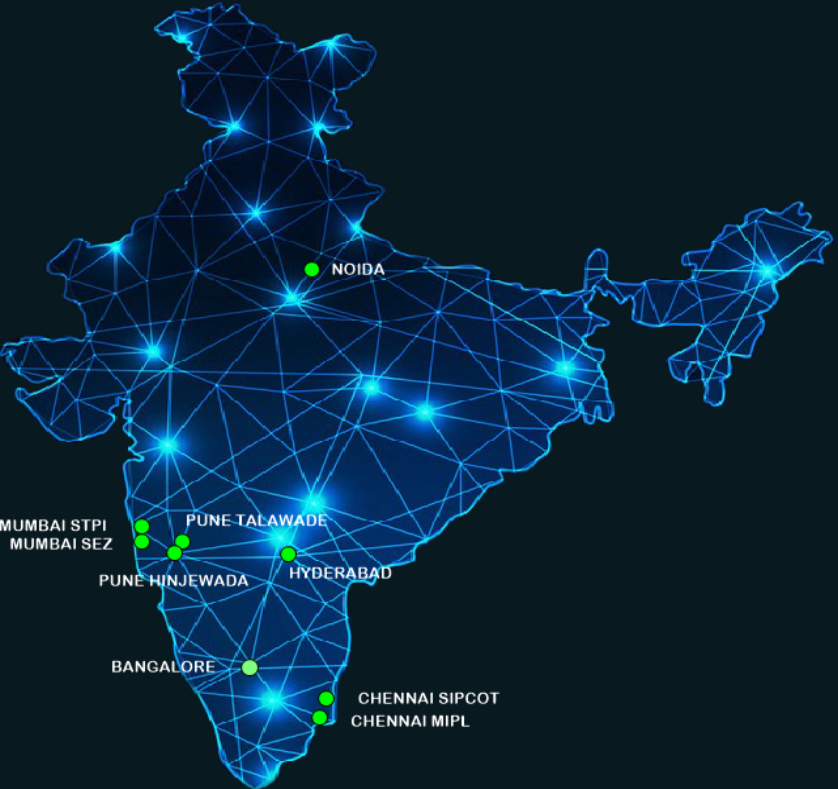 NOIDA
MUMBAI STPI
PUNE TALAWADE
MUMBAI SEZ
PUNE HINJEWADA
HYDERABAD
BANGALORE
CHENNAI SIPCOT
CHENNAI MIPL